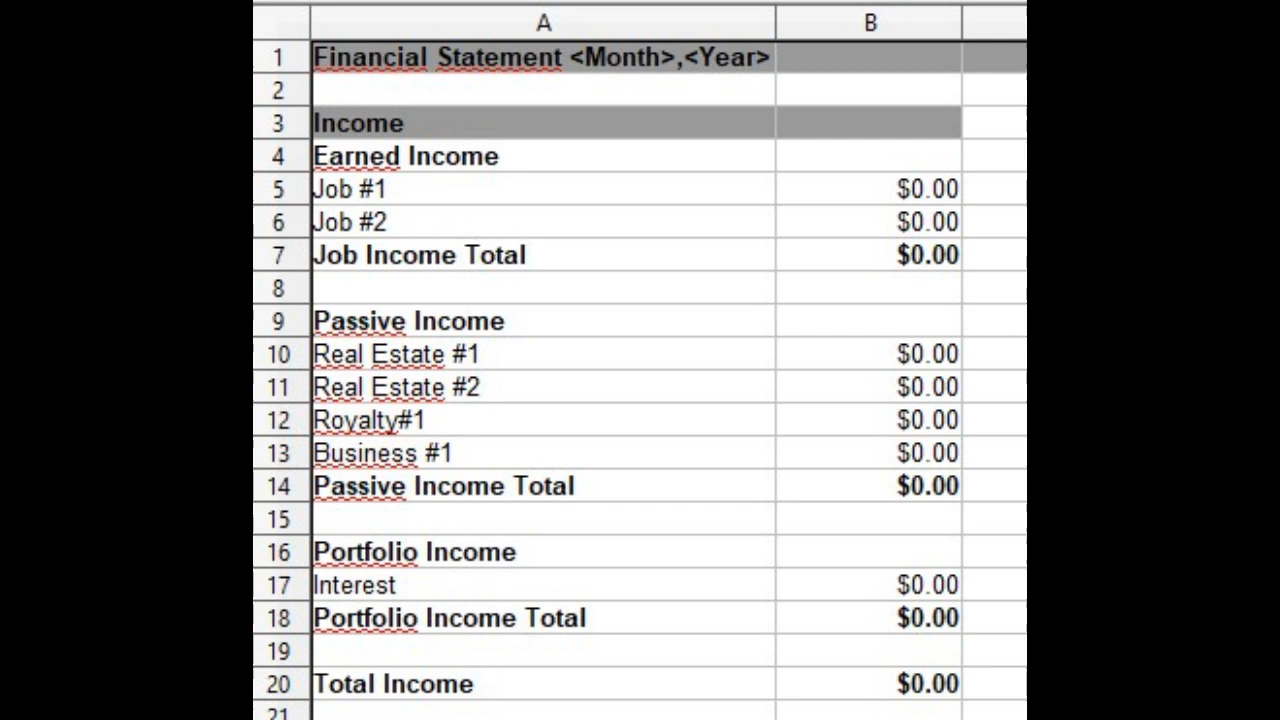 A B
1 Financial Statement <Month>,<Year>
2
3 Income
4 Earned Income
5 Job #1 $0.00
6 Job #2 $0.00
7 Job Income Total $0.00
8
9 Passive Income
10 Real Estate #1 $0.00
11 Real Estate #2 $0.00
12 Royalty#1 $0.00
13 Business #1 $0.00
14 Passive Income Total $0.00
15
16 Portfolio Income
17 Interest $0.00
18 Portfolio Income Total $0.00
19
20 Total Income $0.00
21